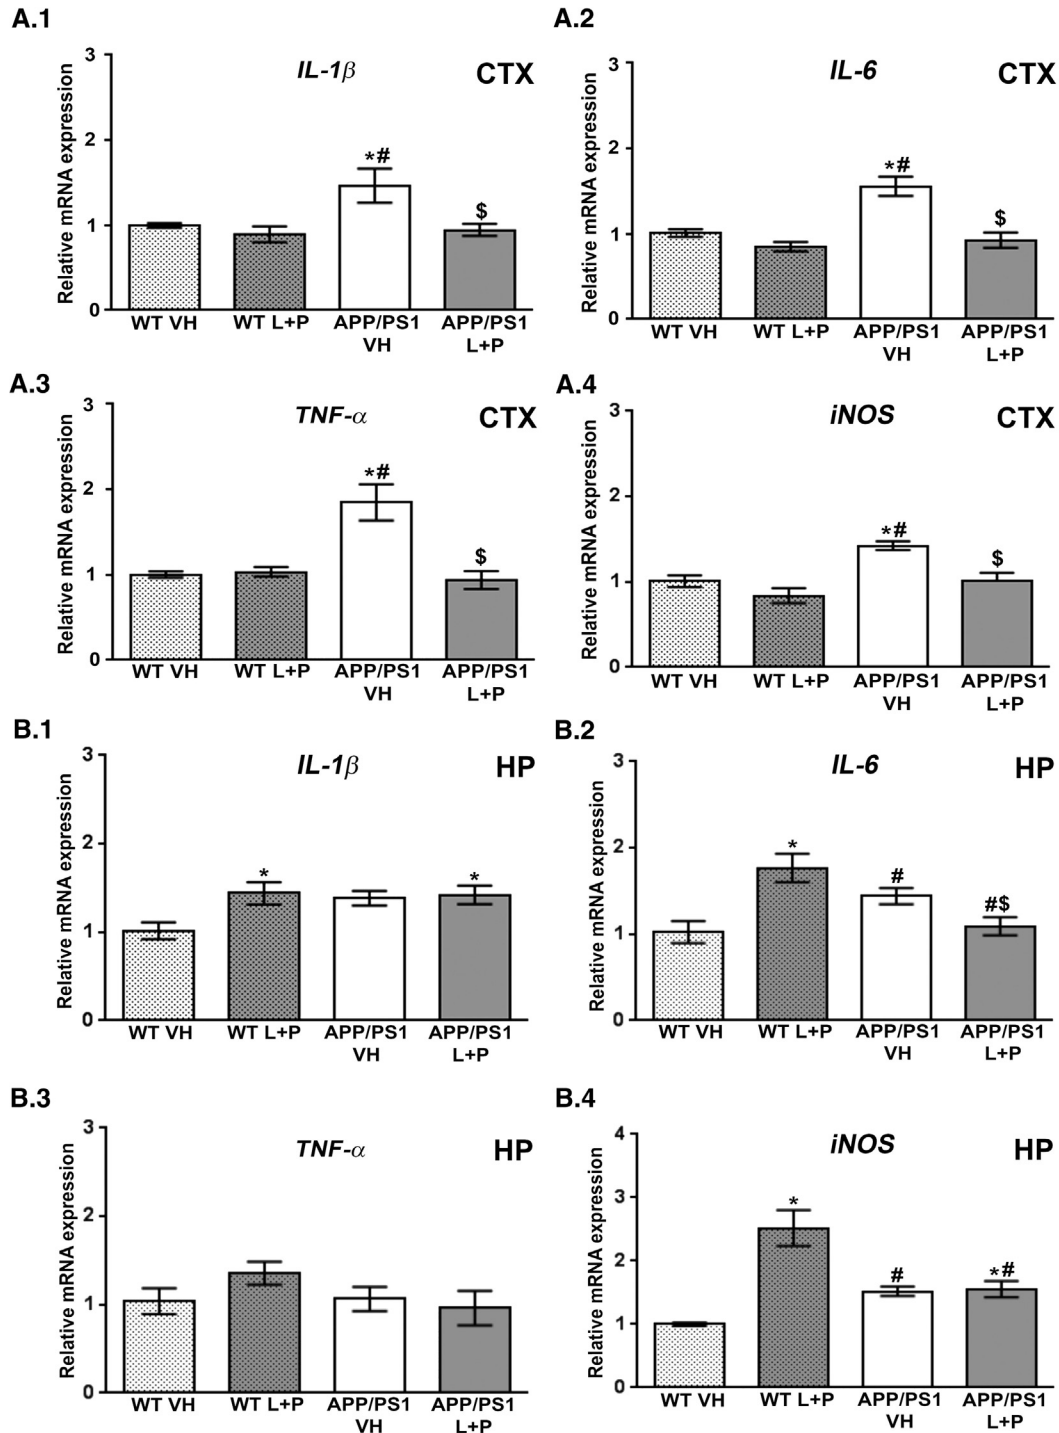 A.1
IL-1β
CTX
Relative mRNA expression
3
2
1
0
*#
$
WT VH
WT L+P
APP/PS1
VH
APP/PS1
L+P
A.2
IL-6
CTX
Relative mRNA expression
3
2
1
0
*#
$
WT VH
WT L+P
APP/PS1
VH
APP/PS1
L+P
A.3
TNF-α
CTX
Relative mRNA expression
3
2
1
0
*#
$
WT VH
WT L+P
APP/PS1
VH
APP/PS1
L+P
A.4
iNOS
CTX
Relative mRNA expression
3
2
1
0
*#
$
WT VH
WT L+P
APP/PS1
VH
APP/PS1
L+P
B.1
IL-1β
HP
Relative mRNA expression
3
2
1
0
*
*
WT VH
WT L+P
APP/PS1
VH
APP/PS1
L+P
B.2
IL-6
HP
Relative mRNA expression
3
2
1
0
*
#
#$
WT VH
WT L+P
APP/PS1
VH
APP/PS1
L+P
B.3
TNF-α
HP
Relative mRNA expression
3
2
1
0
WT VH
WT L+P
APP/PS1
VH
APP/PS1
L+P
B.4
iNOS
HP
Relative mRNA expression
4
3
2
1
0
*
#
*#
WT VH
WT L+P
APP/PS1
VH
APP/PS1
L+P